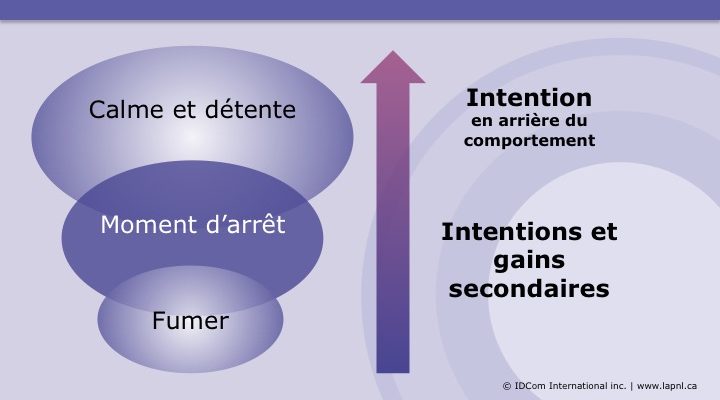 Calme et détente
Moment d’arrêt
Fumer
Intention
en arrière du
comportement
Intentions et
gains
secondaires
© IDCom International inc. | www.lapnl.ca